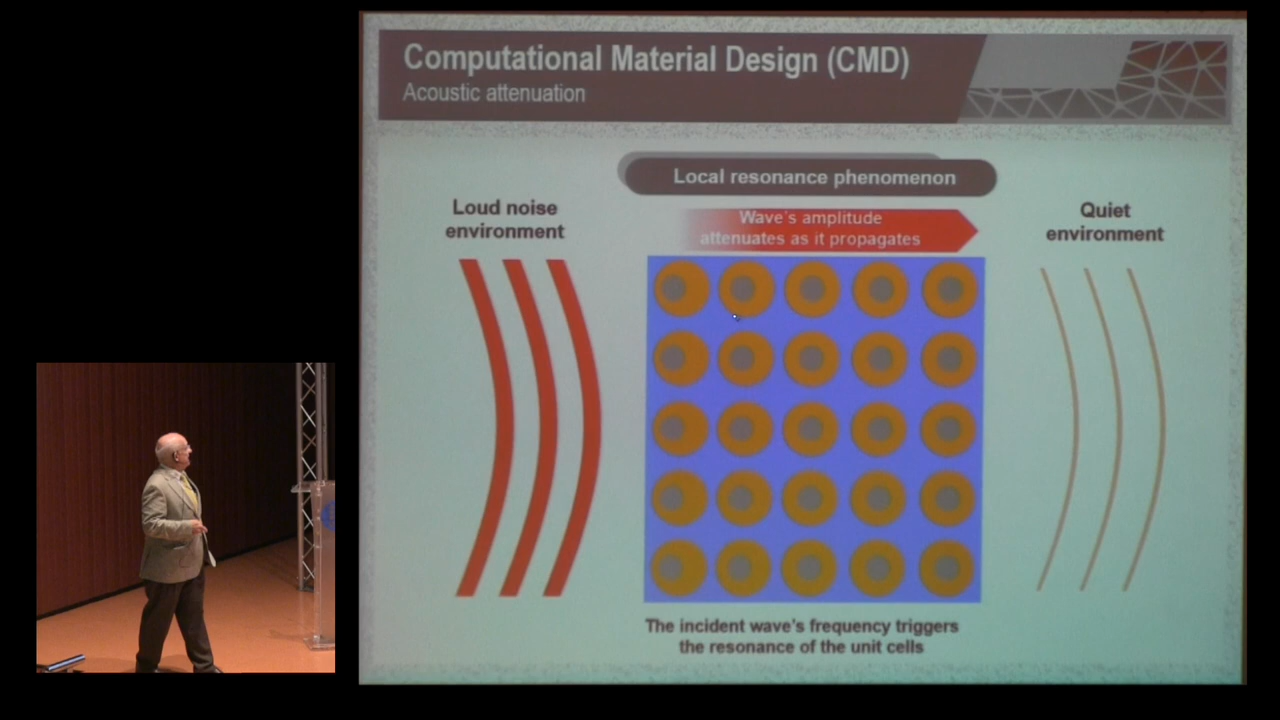 Computational Material Design (CMD)
Acoustic attenuation
Local resonance phenomenon
Loud noise
environment
Wave's amplitude
attenuates as it propagates
Quiet
environment
The incident wave's frequency triggers
the resonance of the unit cells